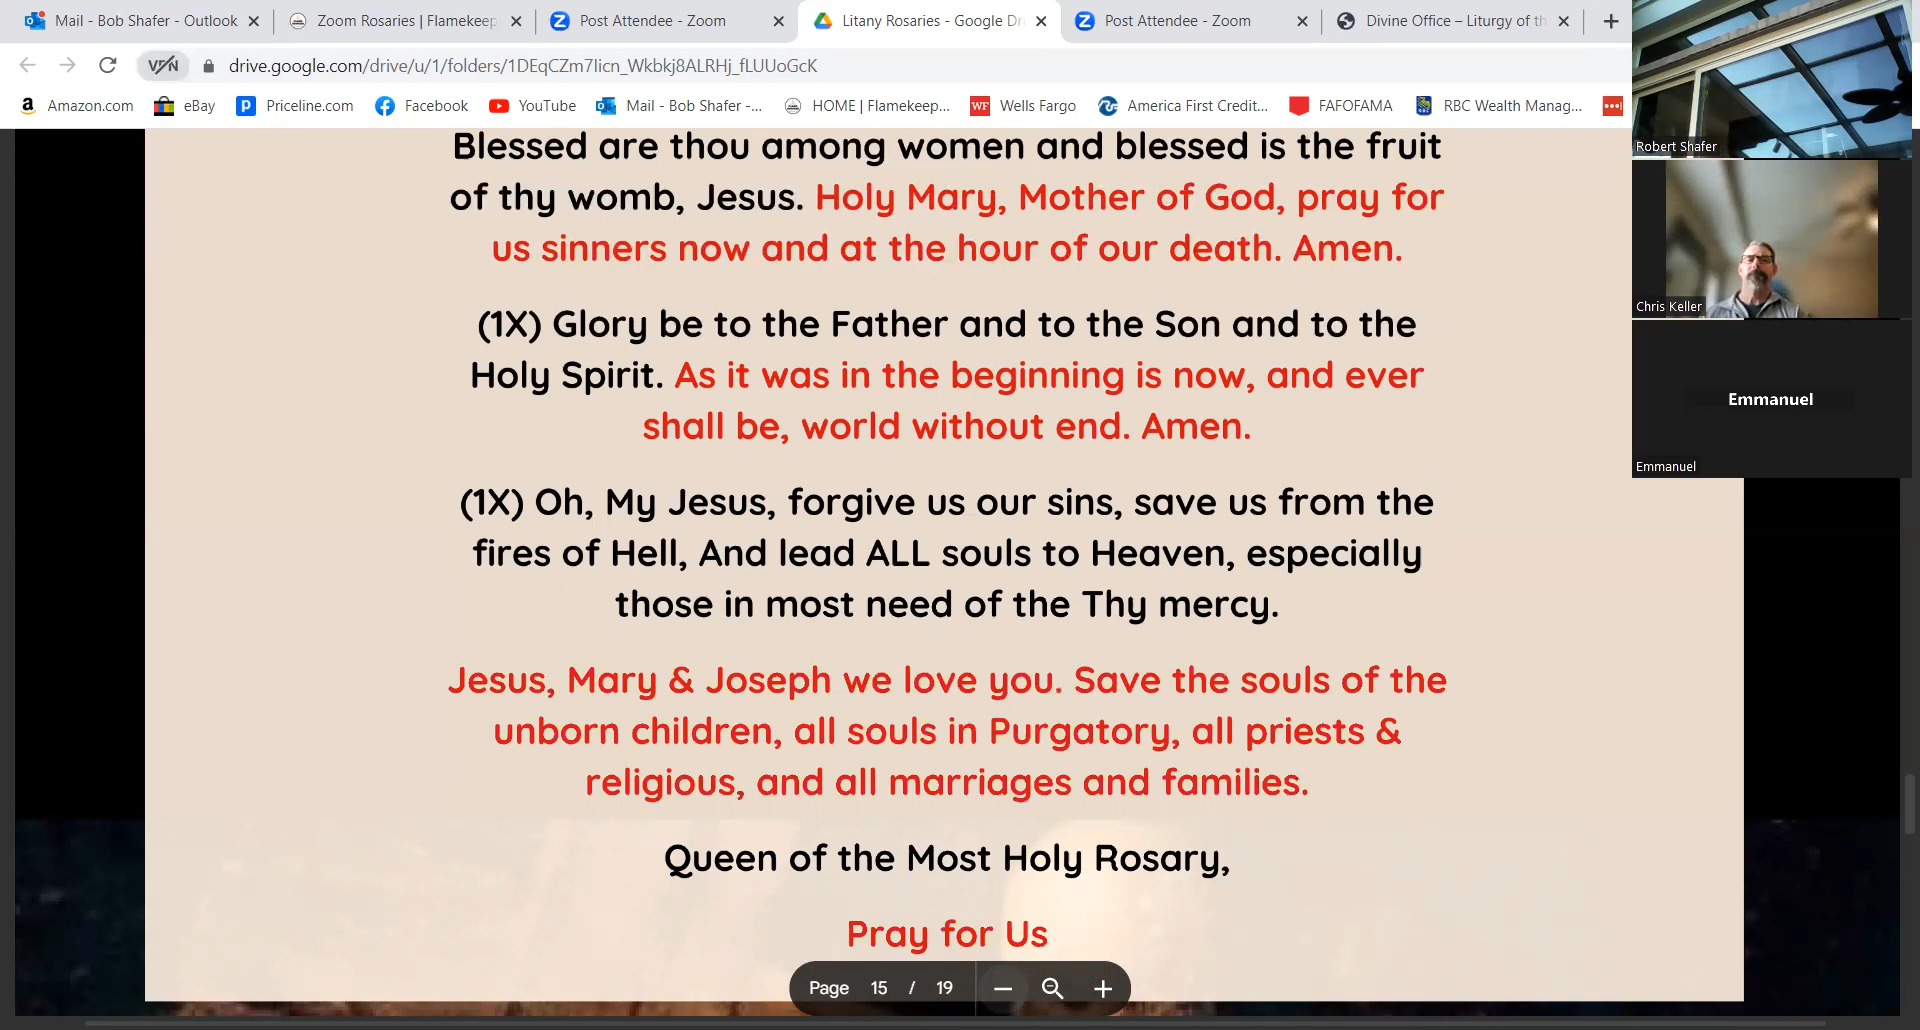 Mail - Bob Shafer - Outlook
Zoom Rosaries | Flamekeep
Post Attendee - Zoom
Litany Rosaries - Google Dr
Post Attendee - Zoom
Divine Office – Liturgy of th
VPN
drive.google.com/drive/u/1/folders/1DEqCZm7Iicn_Wkbkj8ALRHj_fLUUoGcK
Amazon.com
eBay
Priceline.com
Facebook
YouTube
Mail - Bob Shafer -...
HOME | Flamekeep...
WF Wells Fargo
America First Credit...
FAFOFAMA
RBC Wealth Manag...
Blessed are thou among women and blessed is the fruit
of thy womb, Jesus. Holy Mary, Mother of God, pray for
us sinners now and at the hour of our death. Amen.
(1X) Glory be to the Father and to the Son and to the
Holy Spirit. As it was in the beginning is now, and ever
shall be, world without end. Amen.
(1X) Oh, My Jesus, forgive us our sins, save us from the
fires of Hell, And lead ALL souls to Heaven, especially
those in most need of the Thy mercy.
Jesus, Mary & Joseph we love you. Save the souls of the
unborn children, all souls in Purgatory, all priests &
religious, and all marriages and families.
Queen of the Most Holy Rosary,
Pray for Us
Page 15 / 19
Robert Shafer
Chris Keller
Emmanuel
Emmanuel